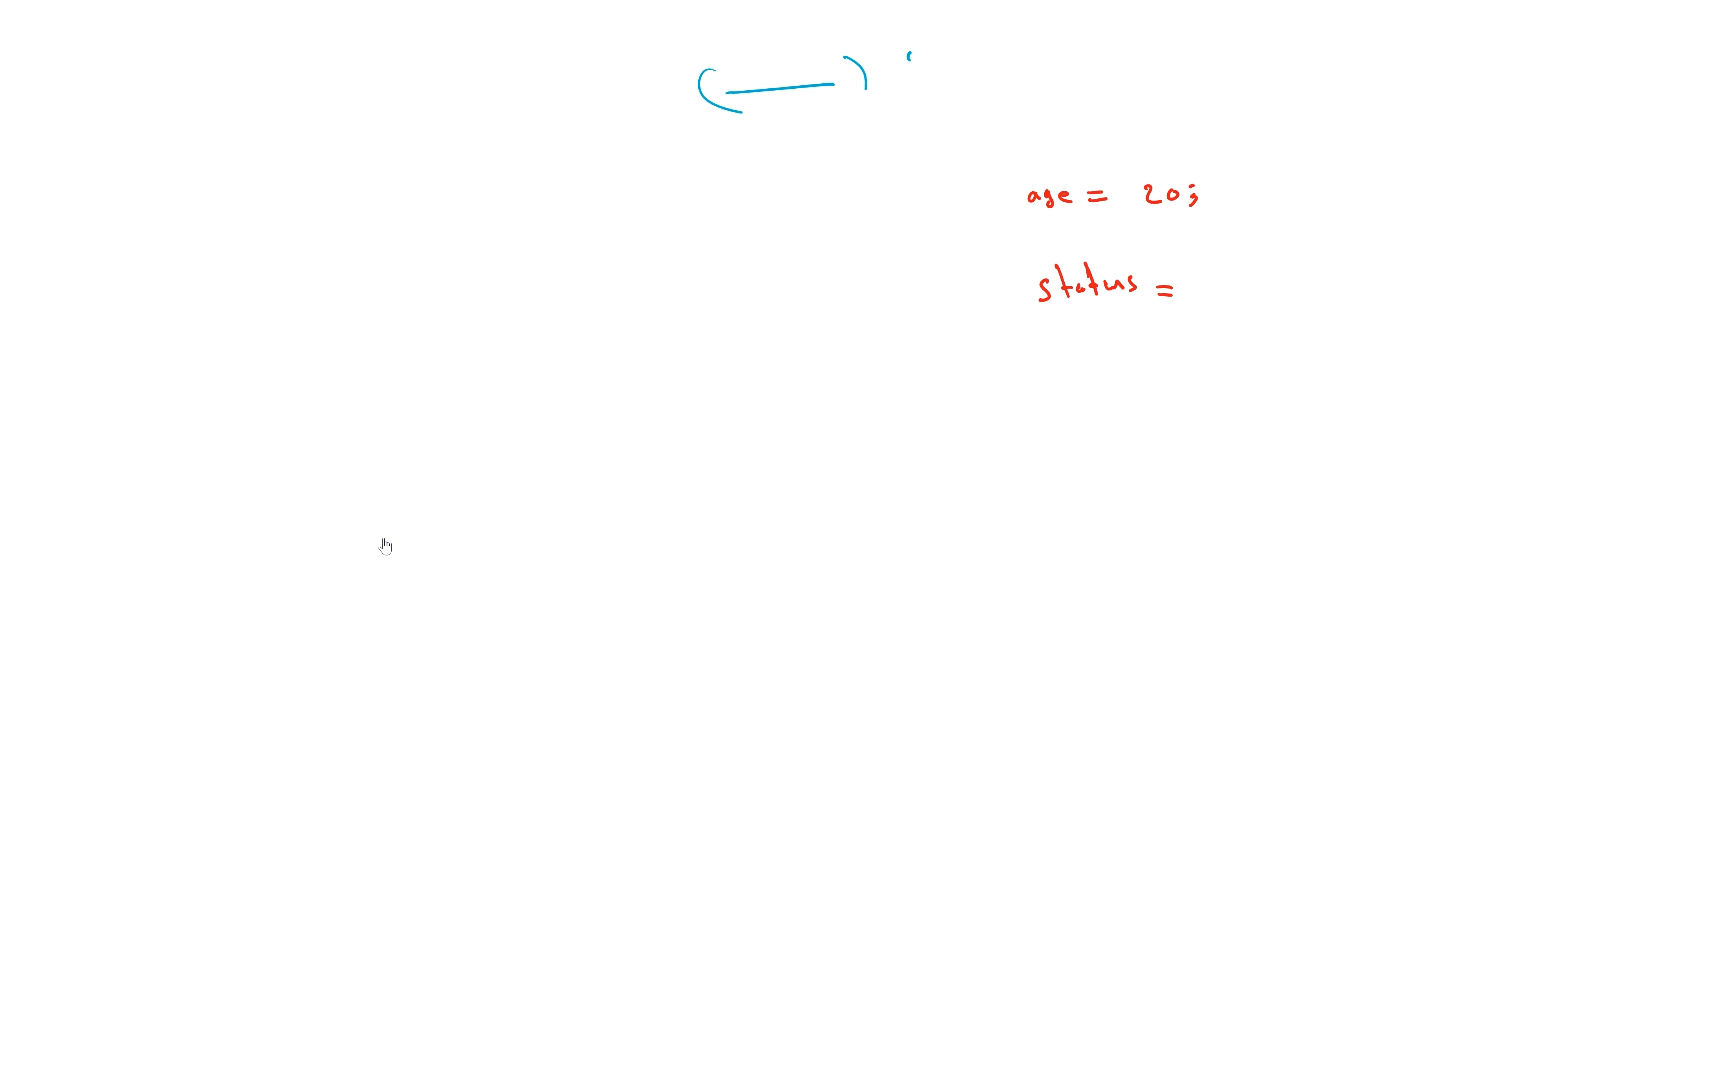 ( — )
age = 20;
status =